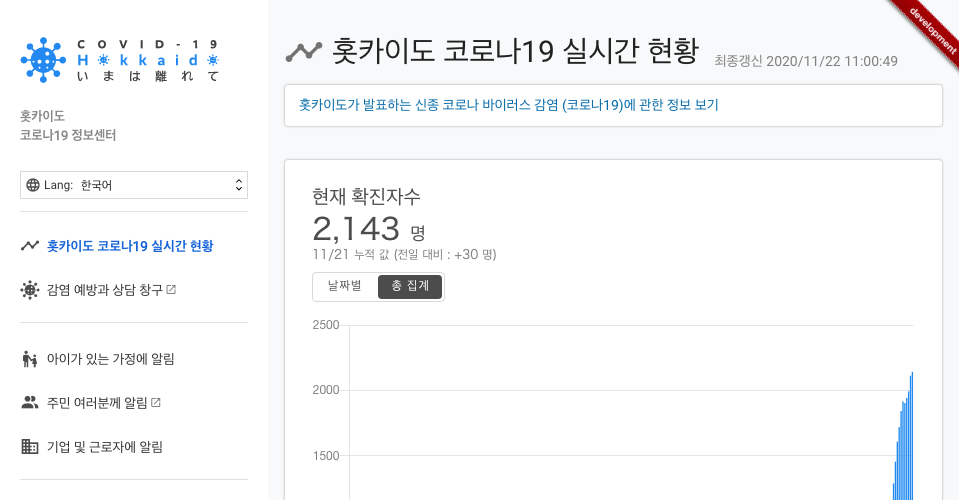 COVID-19
Hokkaido
いまは離れて
홋카이도
코로나19 정보센터
Lang: 한국어
홋카이도 코로나19 실시간 현황
감염 예방과 상담 창구
아이가 있는 가정에 알림
주민 여러분께 알림
기업 및 근로자에 알림
development
홋카이도 코로나19 실시간 현황
최종갱신 2020/11/22 11:00:49
홋카이도가 발표하는 신종 코로나 바이러스 감염 (코로나19)에 관한 정보 보기
현재 확진자수
2,143 명
11/21 누적 값 (전일 대비 : +30 명)
날짜별 총 집계
2500
2000
1500